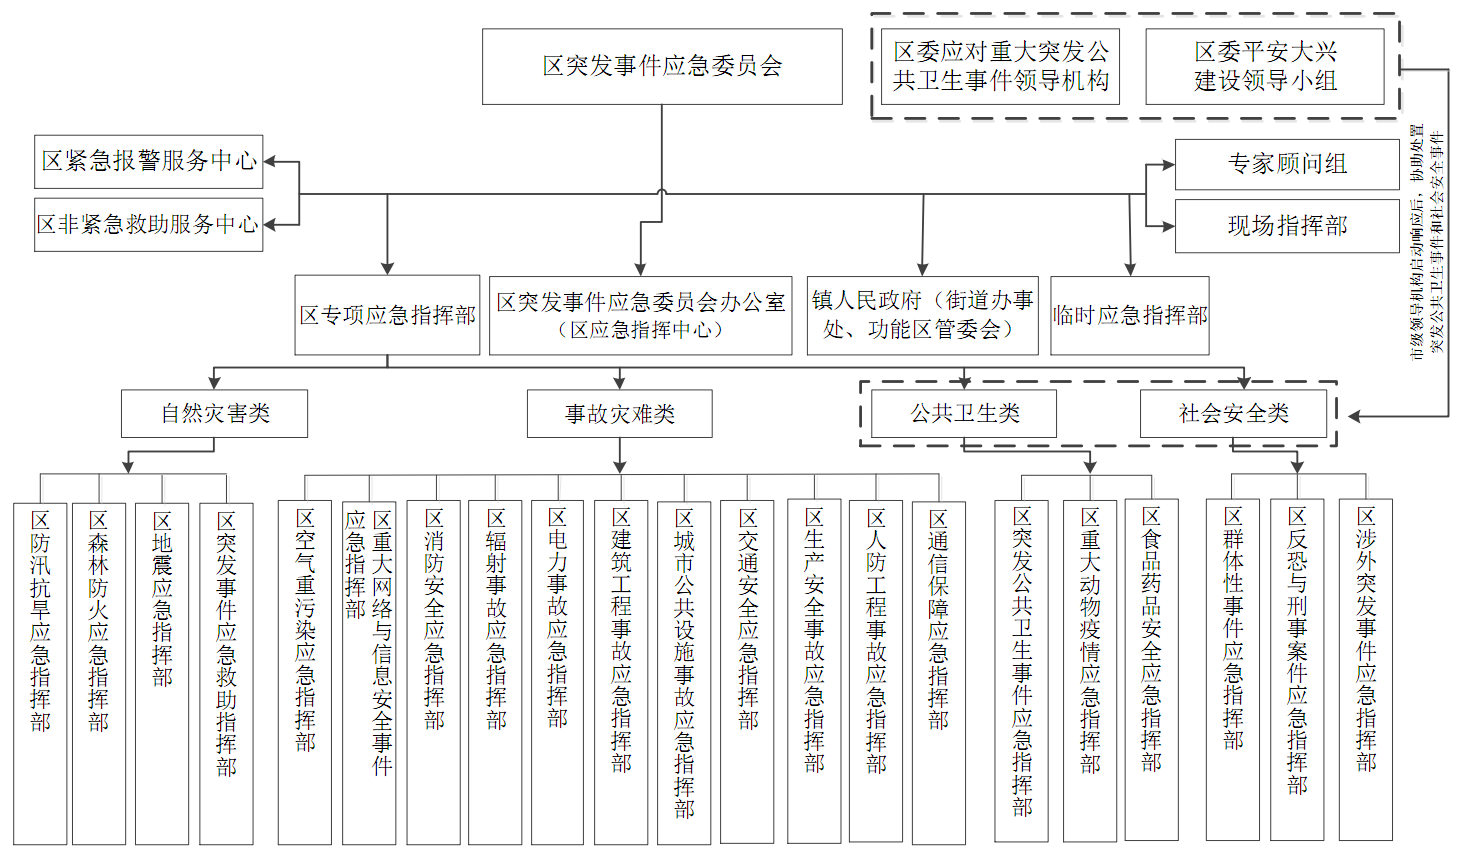 区突发事件应急委员会
区委应对重大突发公
共卫生事件领导机构
区委平安大兴
建设领导小组
区紧急报警服务中心
区非紧急救助服务中心
专家顾问组
现场指挥部
市级领导机构启动响应后，协助处置
突发公共卫生事件和社会安全事件
区专项应急指挥部
区突发事件应急委员会办公室
（区应急指挥中心）
镇人民政府（街道办事
处、功能区管委会）
临时应急指挥部
自然灾害类
事故灾难类
公共卫生类
社会安全类
区防汛抗旱应急指挥部
区森林防火应急指挥部
区地震应急指挥部
区突发事件应急救助指挥部
区空气重污染应急指挥部
区重大网络与信息安全事件
应急指挥部
区消防安全应急指挥部
区辐射事故应急指挥部
区电力事故应急指挥部
区建筑工程事故应急指挥部
区城市公共设施事故应急指挥部
区交通安全应急指挥部
区生产安全事故应急指挥部
区人防工程事故应急指挥部
区通信保障应急指挥部
区突发公共卫生事件应急指挥部
区重大动物疫情应急指挥部
区食品药品安全应急指挥部
区群体性事件应急指挥部
区反恐与刑事案件应急指挥部
区涉外突发事件应急指挥部